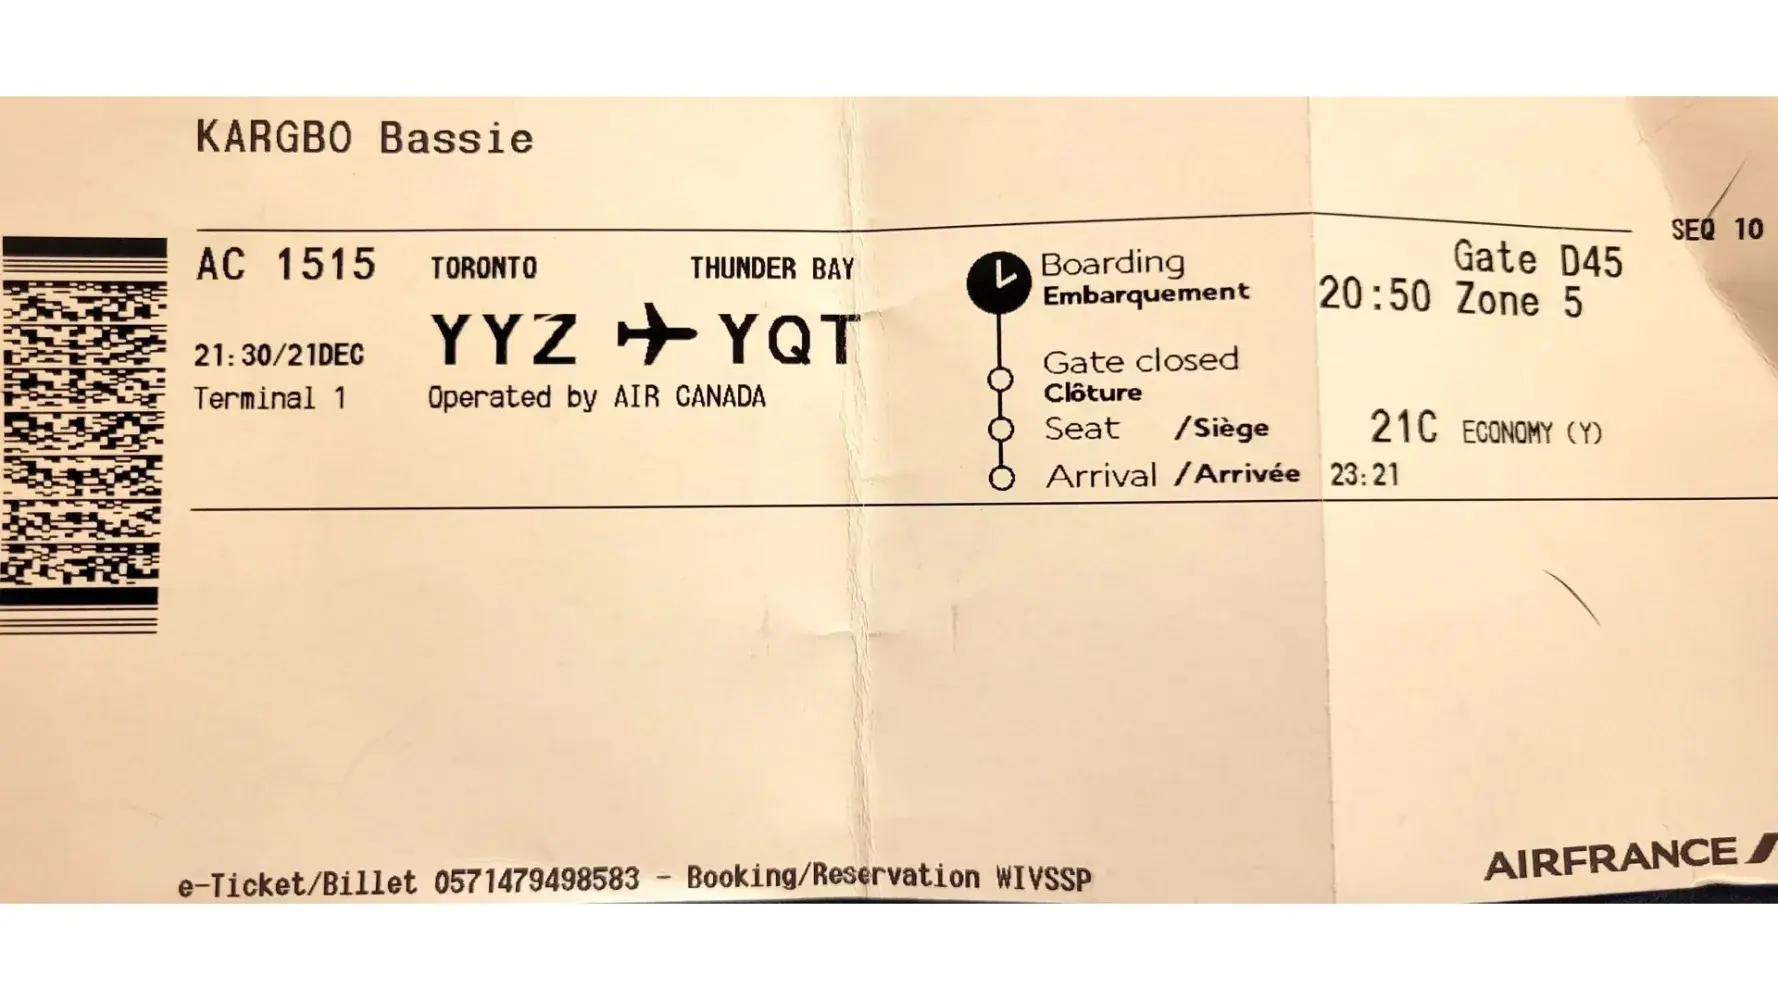 KARGBO Bassie
SEQ 10
AC 1515 TORONTO THUNDER BAY
YYZ YQT
21:30/21DEC
Terminal 1 Operated by AIR CANADA
Boarding
Embarquement
20:50
Gate D45
Zone 5
Gate closed
Clôture
Seat /Siège 21C ECONOMY (Y)
Arrival /Arrivée 23:21
e-Ticket/Billet 0571479498583 - Booking/Reservation WIVSSP
AIRFRANCE